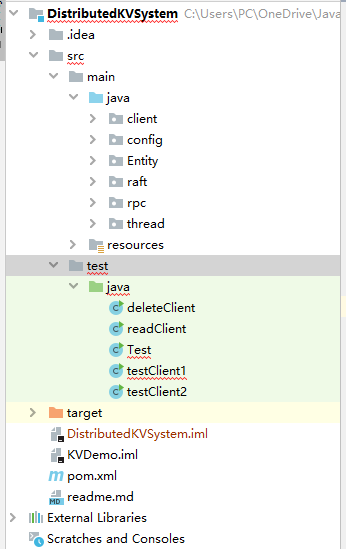 DistributedKVSystem C:\Users\PC\OneDrive\Java
.idea
src
main
java
client
config
Entity
raft
rpc
thread
resources
test
java
deleteClient
readClient
Test
testClient1
testClient2
target
DistributedKVSystem.iml
KVDemo.iml
pom.xml
readme.md
External Libraries
Scratches and Consoles